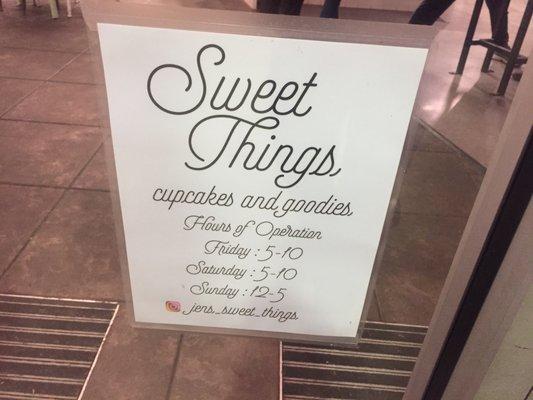 Sweet
Things
cupcakes and goodies
Hours of Operation
Friday : 5-10
Saturday : 5-10
Sunday : 12-5
jens_sweet_things